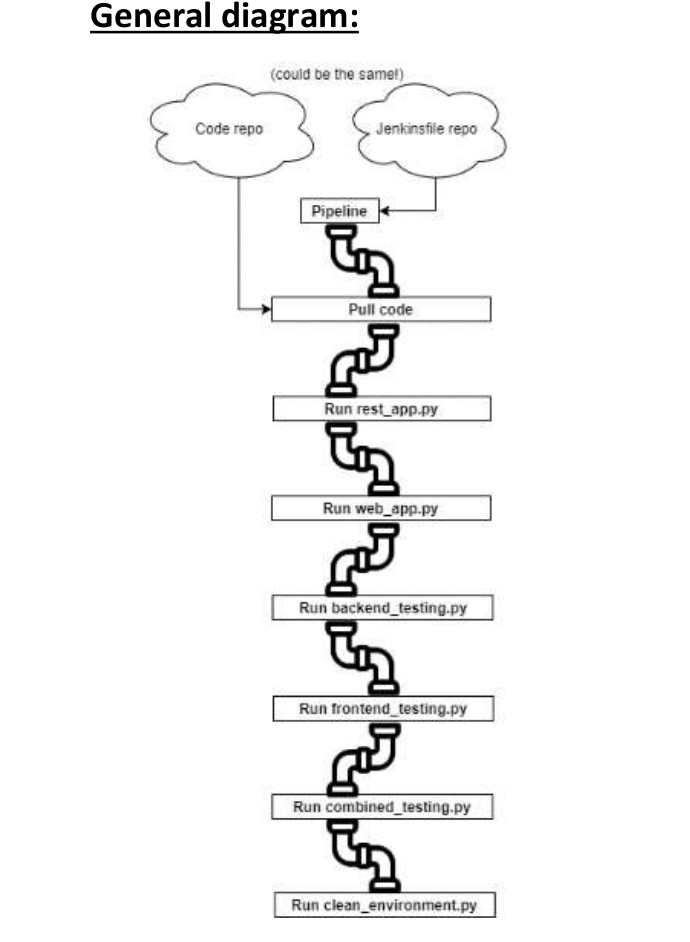 General diagram:
(could be the same!)
Code repo
Jenkinsfile repo
Pipeline
Pull code
Run rest_app.py
Run web_app.py
Run backend_testing.py
Run frontend_testing.py
Run combined_testing.py
Run clean_environment.py